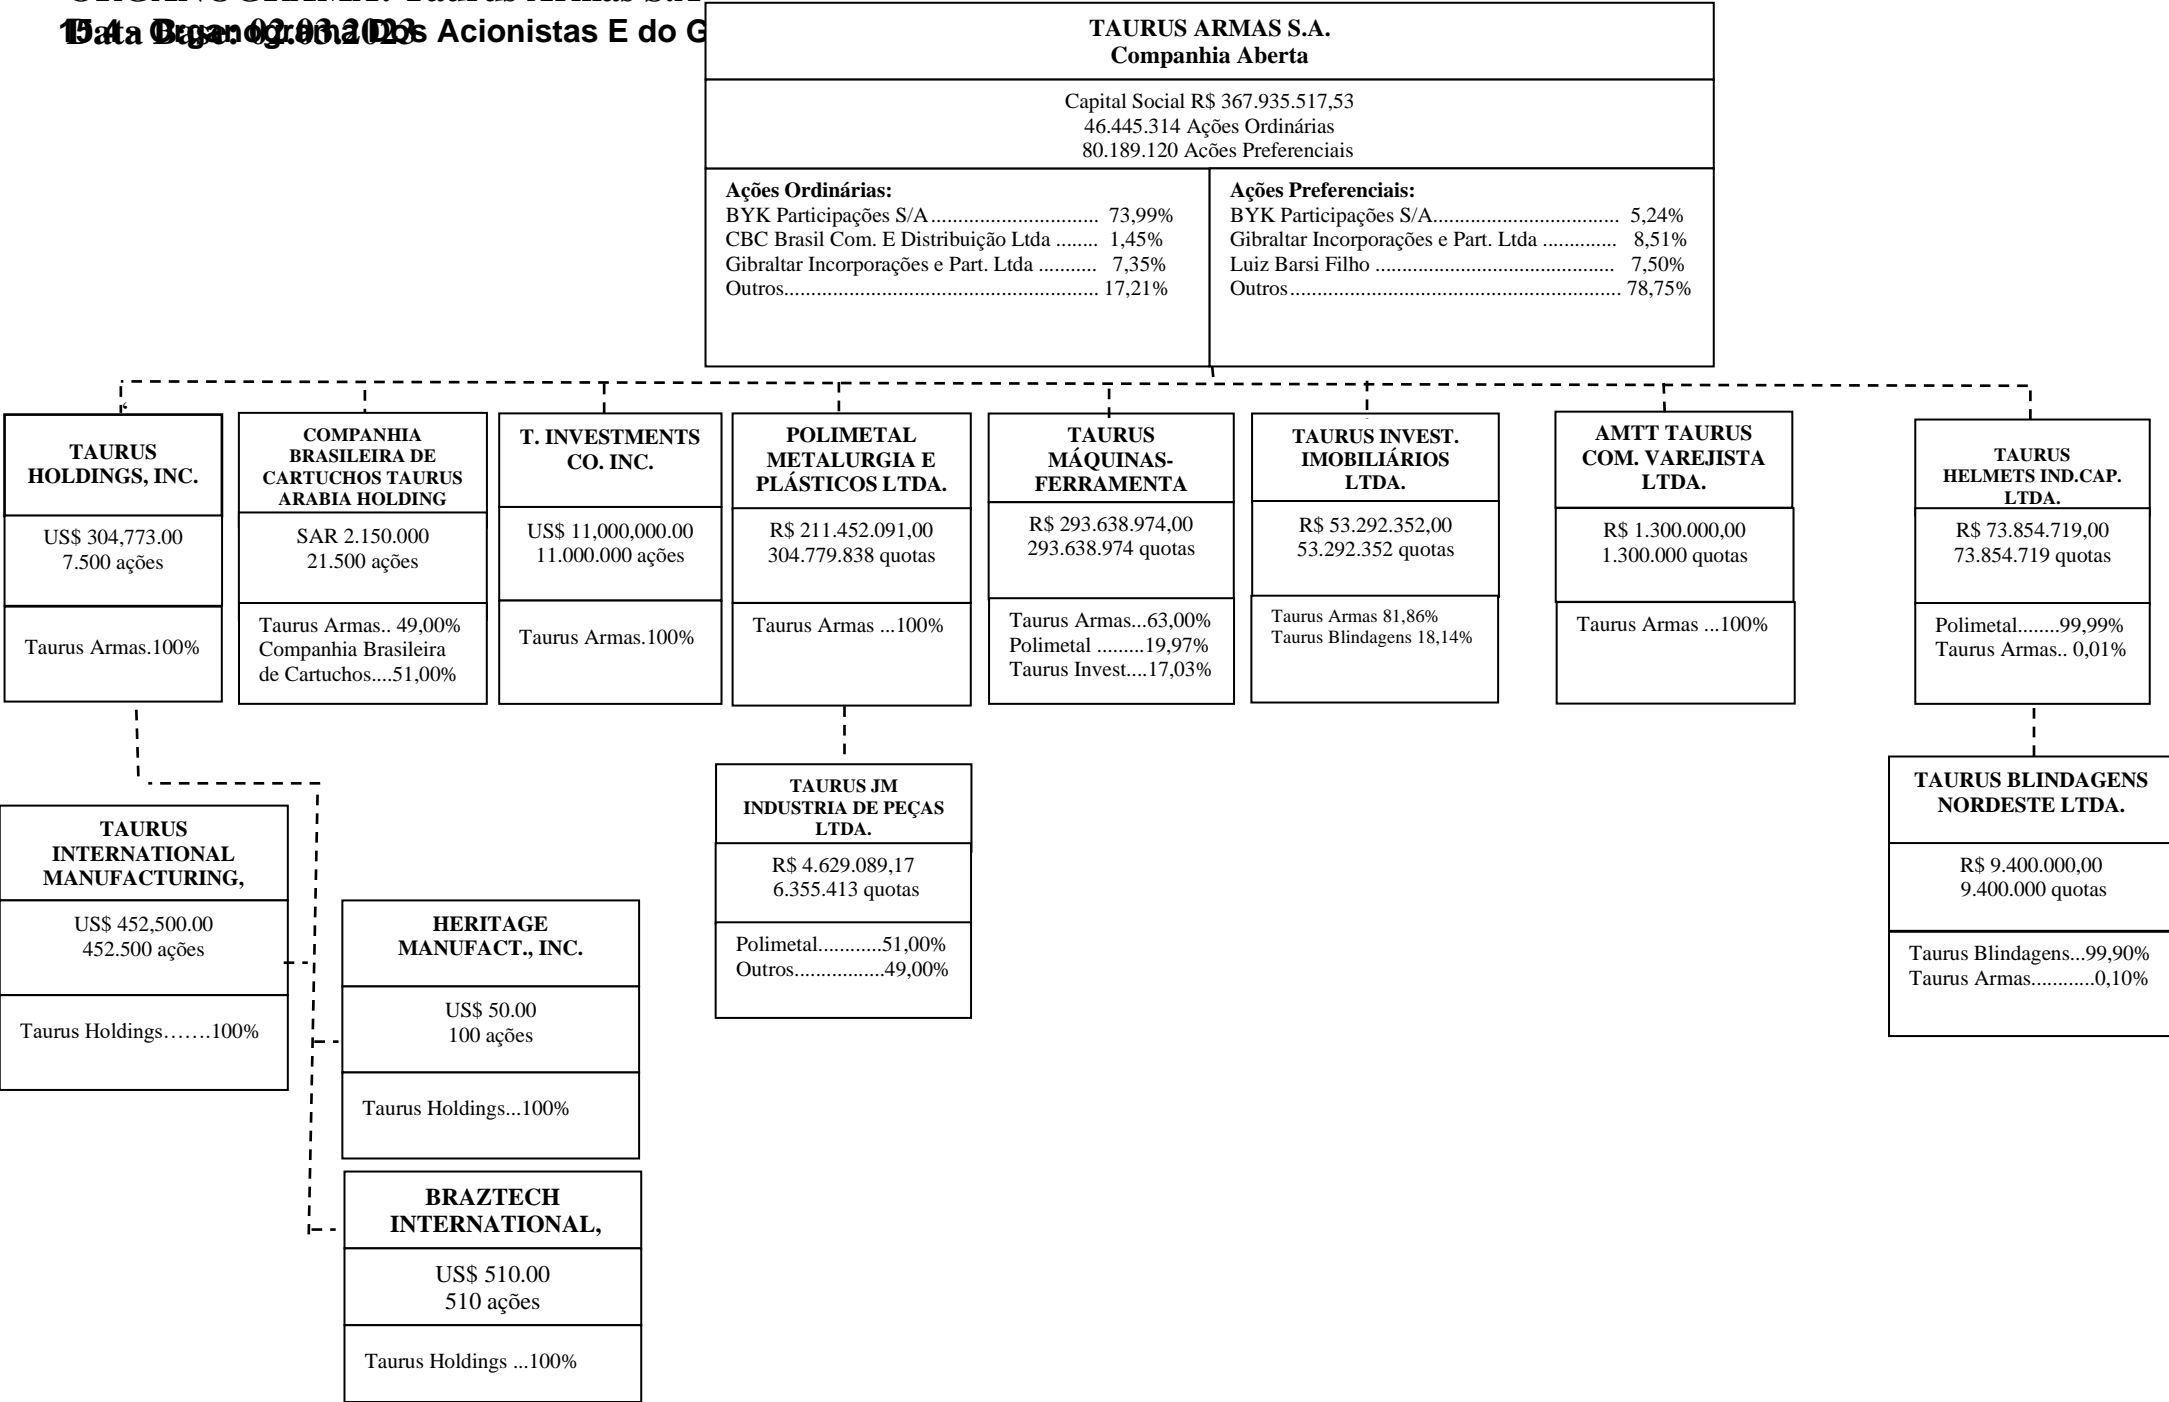 ORGANOGRAMA: Taurus Armas S.A
Data Base: 02.03.2023
15.4 - Organograma Dos Acionistas E do G
TAURUS ARMAS S.A.
Companhia Aberta
Capital Social R$ 367.935.517,53
46.445.314 Ações Ordinárias
80.189.120 Ações Preferenciais
Ações Ordinárias:
BYK Participações S/A................................ 73,99%
CBC Brasil Com. E Distribuição Ltda ........ 1,45%
Gibraltar Incorporações e Part. Ltda ........... 7,35%
Outros............................................................ 17,21%
Ações Preferenciais:
BYK Participações S/A................................... 5,24%
Gibraltar Incorporações e Part. Ltda .............. 8,51%
Luiz Barsi Filho ............................................. 7,50%
Outros............................................................... 78,75%
TAURUS
HOLDINGS, INC.
US$ 304,773.00
7.500 ações
Taurus Armas.100%
COMPANHIA
BRASILEIRA DE
CARTUCHOS TAURUS
ARABIA HOLDING
SAR 2.150.000
21.500 ações
Taurus Armas.. 49,00%
Companhia Brasileira
de Cartuchos....51,00%
T. INVESTMENTS
CO. INC.
US$ 11,000,000.00
11.000.000 ações
Taurus Armas.100%
POLIMETAL
METALURGIA E
PLÁSTICOS LTDA.
R$ 211.452.091,00
304.779.838 quotas
Taurus Armas ...100%
TAURUS
MÁQUINAS-
FERRAMENTA
R$ 293.638.974,00
293.638.974 quotas
Taurus Armas...63,00%
Polimetal .........19,97%
Taurus Invest....17,03%
TAURUS INVEST.
IMOBILIÁRIOS
LTDA.
R$ 53.292.352,00
53.292.352 quotas
Taurus Armas 81,86%
Taurus Blindagens 18,14%
AMTT TAURUS
COM. VAREJISTA
LTDA.
R$ 1.300.000,00
1.300.000 quotas
Taurus Armas ...100%
TAURUS
HELMETS IND.CAP.
LTDA.
R$ 73.854.719,00
73.854.719 quotas
Polimetal........99,99%
Taurus Armas.. 0,01%
TAURUS
INTERNATIONAL
MANUFACTURING,
US$ 452,500.00
452.500 ações
Taurus Holdings…….100%
HERITAGE
MANUFACT., INC.
US$ 50.00
100 ações
Taurus Holdings...100%
BRAZTECH
INTERNATIONAL,
US$ 510.00
510 ações
Taurus Holdings ...100%
TAURUS JM
INDUSTRIA DE PEÇAS
LTDA.
R$ 4.629.089,17
6.355.413 quotas
Polimetal............51,00%
Outros.................49,00%
TAURUS BLINDAGENS
NORDESTE LTDA.
R$ 9.400.000,00
9.400.000 quotas
Taurus Blindagens...99,90%
Taurus Armas............0,10%